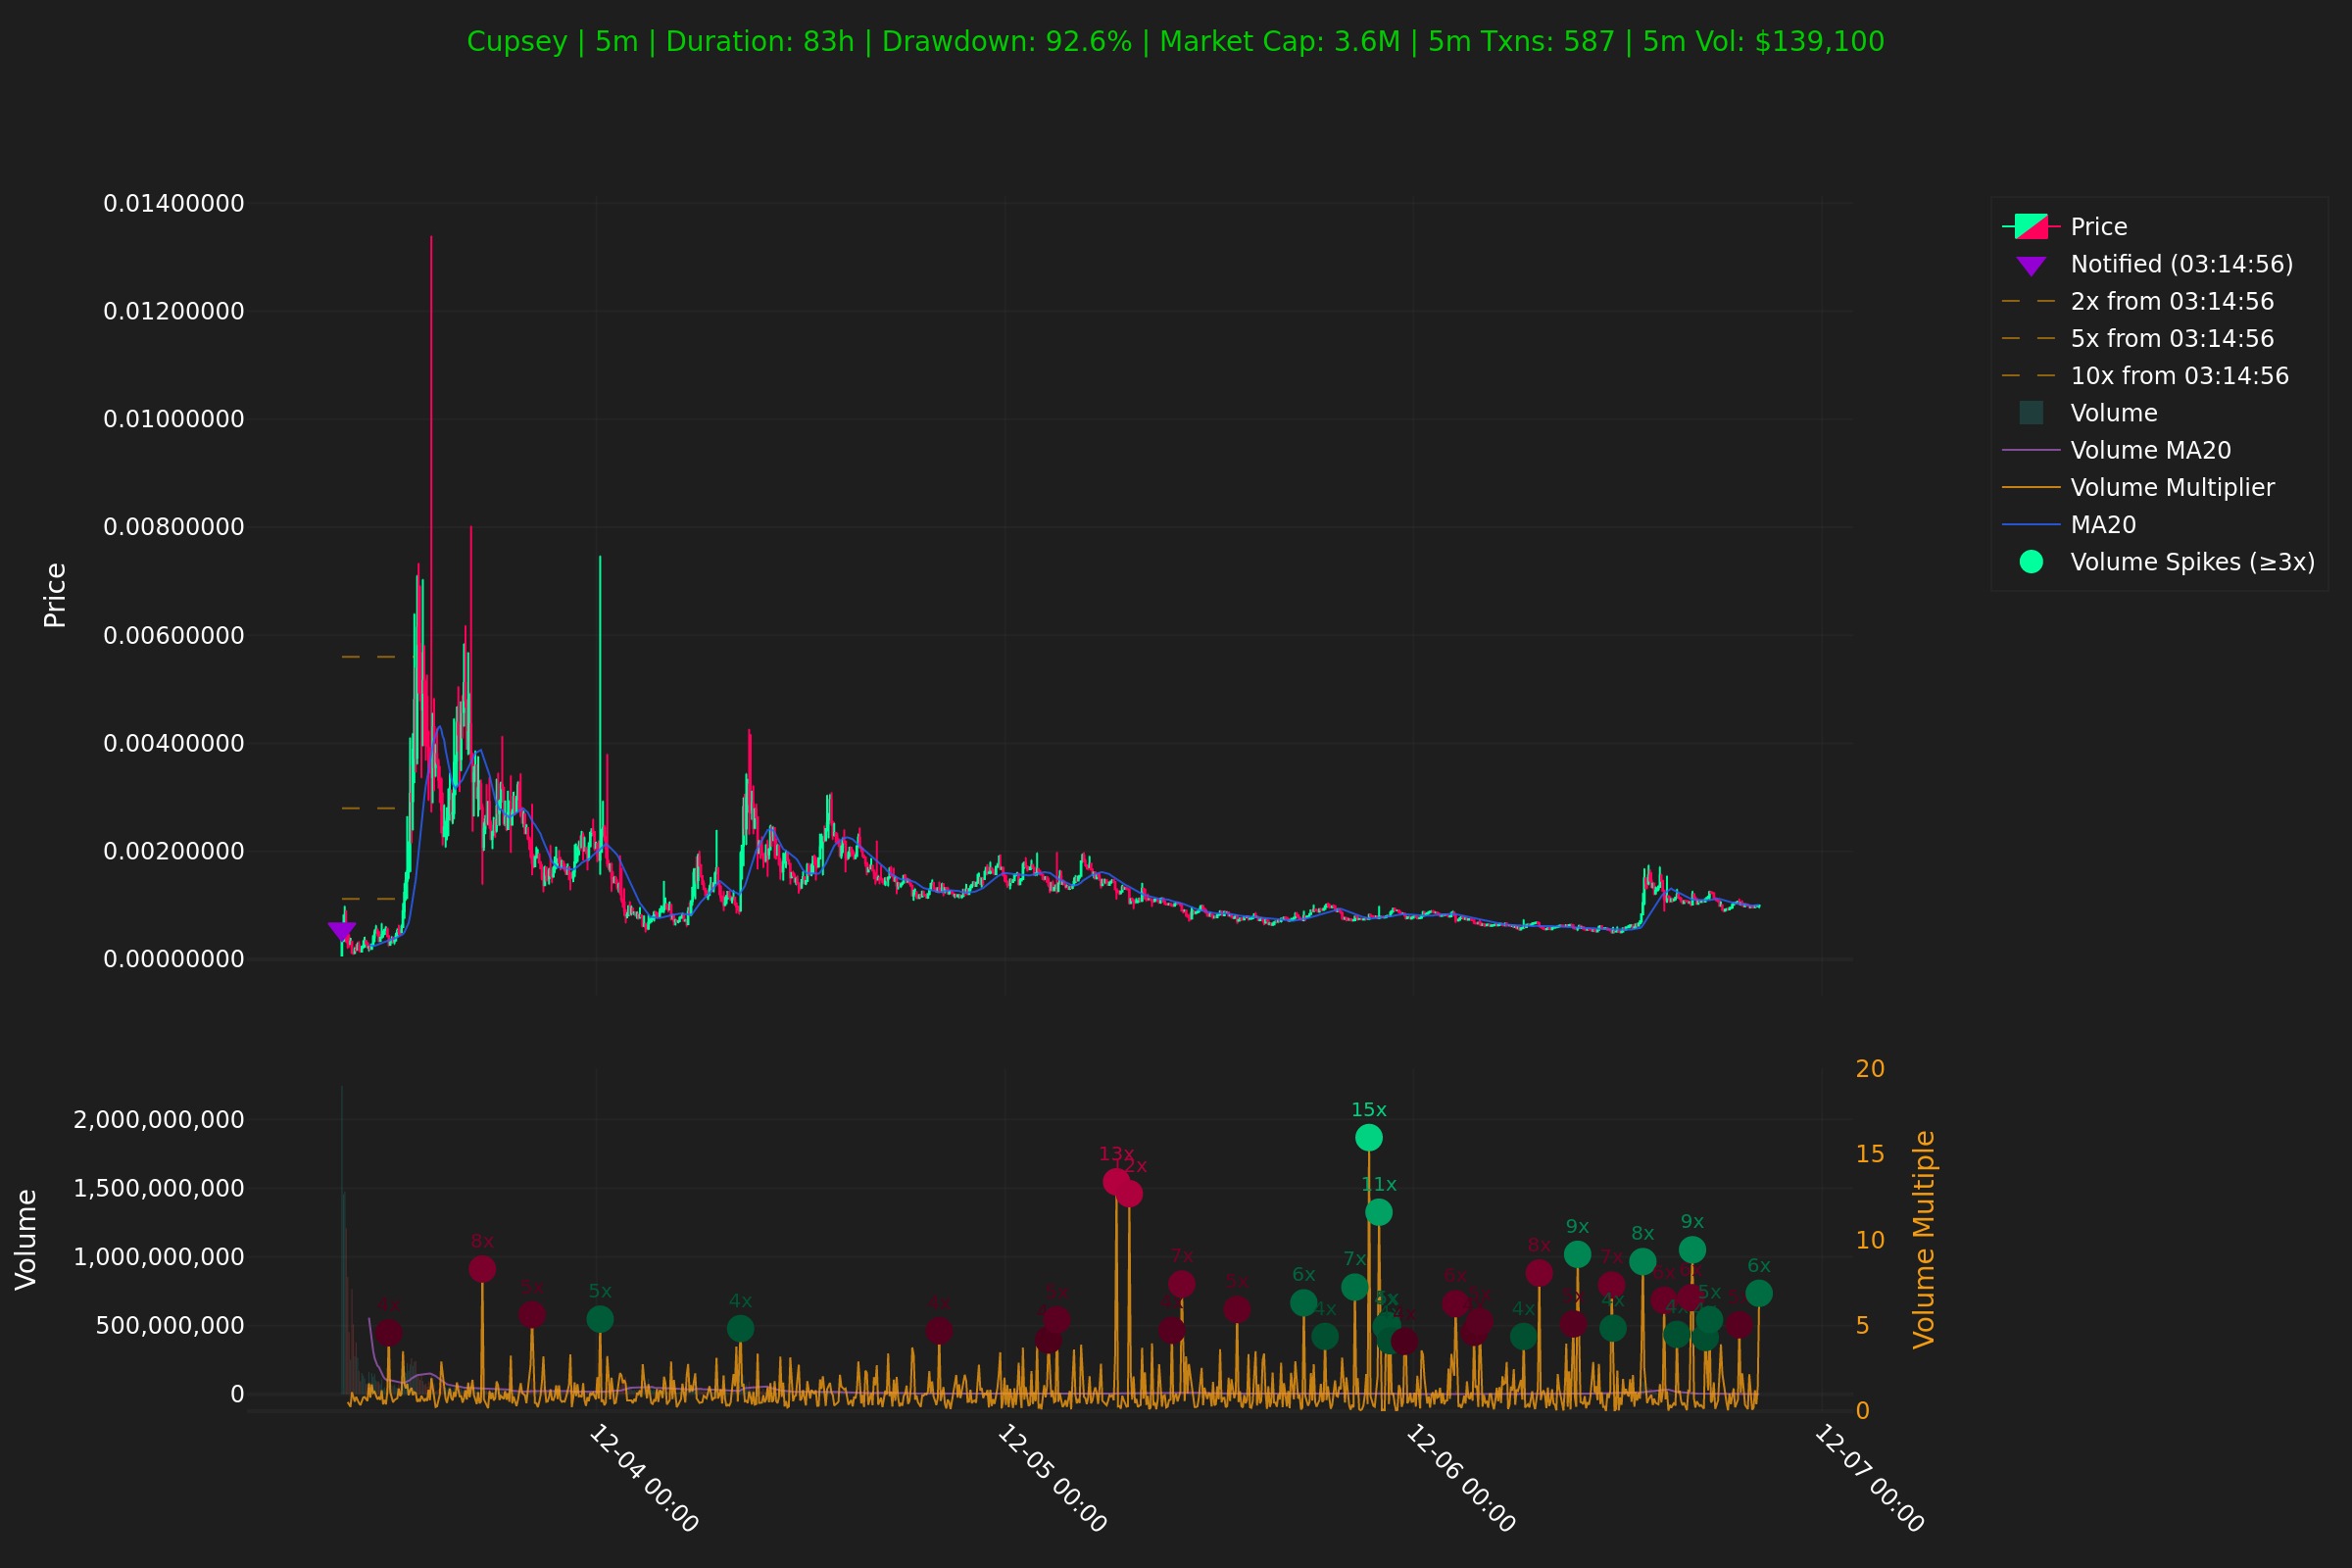 Cupsey | 5m | Duration: 83h | Drawdown: 92.6% | Market Cap: 3.6M | 5m Txns: 587 | 5m Vol: $139,100
Price
0.01400000
0.01200000
0.01000000
0.00800000
0.00600000
0.00400000
0.00200000
0.00000000
Price
Notified (03:14:56)
2x from 03:14:56
5x from 03:14:56
10x from 03:14:56
Volume
Volume MA20
Volume Multiplier
MA20
Volume Spikes (≥3x)
Volume
2,000,000,000
1,500,000,000
1,000,000,000
500,000,000
0
4x
8x
5x
5x
4x
4x
5x
13x
7x
5x
6x
4x
7x
15x
11x
6x
4x
8x
9x
7x
4x
8x
9x
5x
6x
20
15
10
5
0
Volume Multiple
12-04 00:00
12-05 00:00
12-06 00:00
12-07 00:00